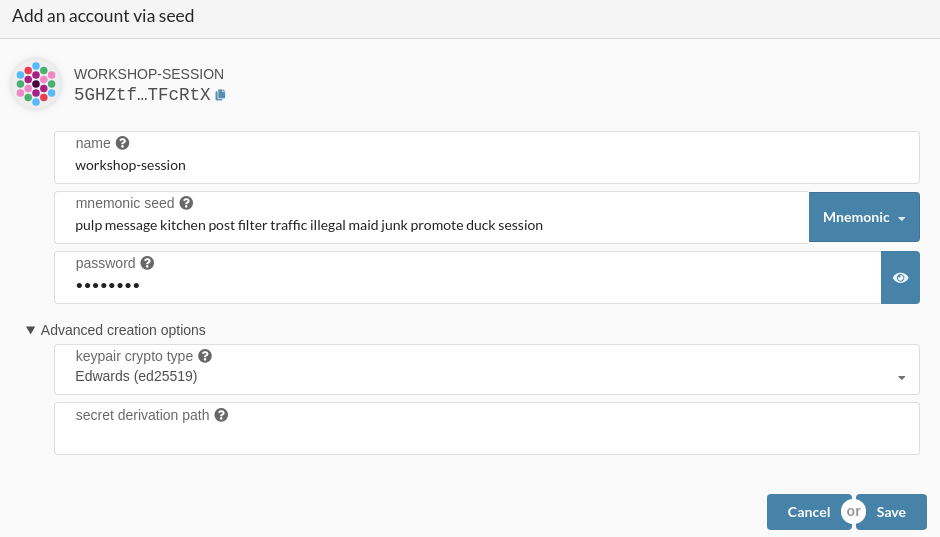 Add an account via seed
WORKSHOP-SESSION
5GHZtf…TFcRtX
name
workshop-session
mnemonic seed
pulp message kitchen post filter traffic illegal maid junk promote duck session
Mnemonic
password
••••••••
Advanced creation options
keypair crypto type
Edwards (ed25519)
secret derivation path
Cancel or Save